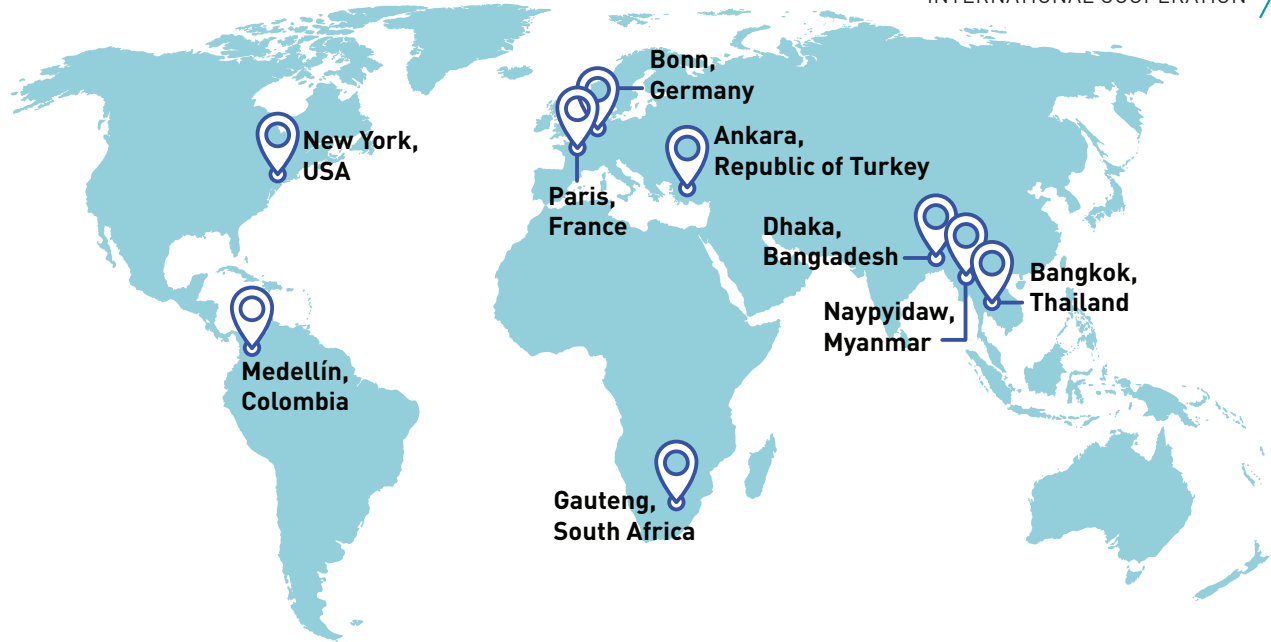 INTERNATIONAL COOPERATION
Bonn,
Germany
New York,
USA
Ankara,
Republic of Turkey
Paris,
France
Dhaka,
Bangladesh
Bangkok,
Thailand
Naypyidaw,
Myanmar
Medellín,
Colombia
Gauteng,
South Africa